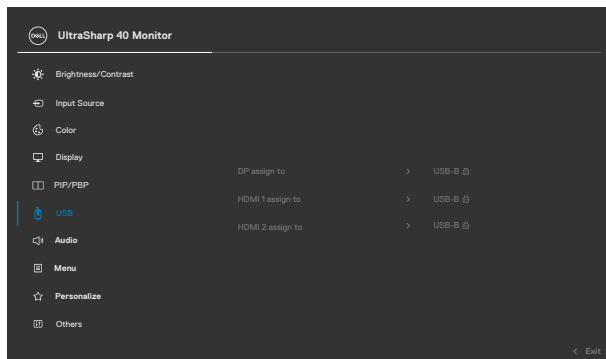 DELL UltraSharp 40 Monitor
Brightness/Contrast
Input Source
Color
Display
DP assign to > USB-B
PIP/PBP
HDMI 1 assign to > USB-B
USB
HDMI 2 assign to > USB-B
Audio
Menu
Personalize
Others
< Exit